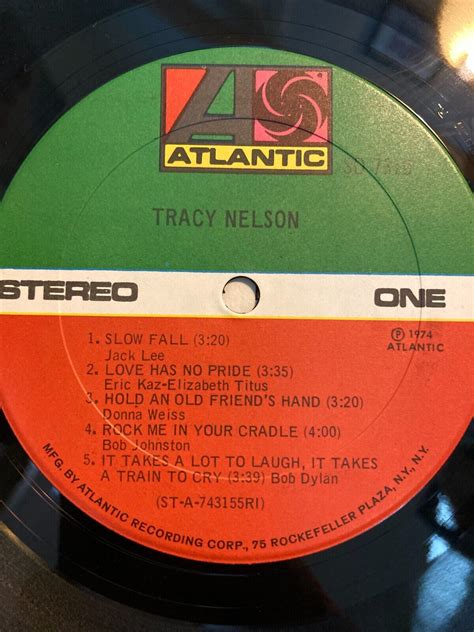 ATLANTIC
TRACY NELSON
STEREO
ONE
1. SLOW FALL (3:20)
Jack Lee
2. LOVE HAS NO PRIDE (3:35)
Eric Kaz-Elizabeth Titus
3. HOLD AN OLD FRIEND'S HAND (3:20)
Donna Weiss
4. ROCK ME IN YOUR CRADLE (4:00)
Bob Johnston
5. IT TAKES A LOT TO LAUGH, IT TAKES
A TRAIN TO CRY (3:39) Bob Dylan
(ST-A-743155RI)
Ⓟ 1974
ATLANTIC
MFG. BY ATLANTIC RECORDING CORP., 75 ROCKEFELLER PLAZA, N.Y., N.Y.